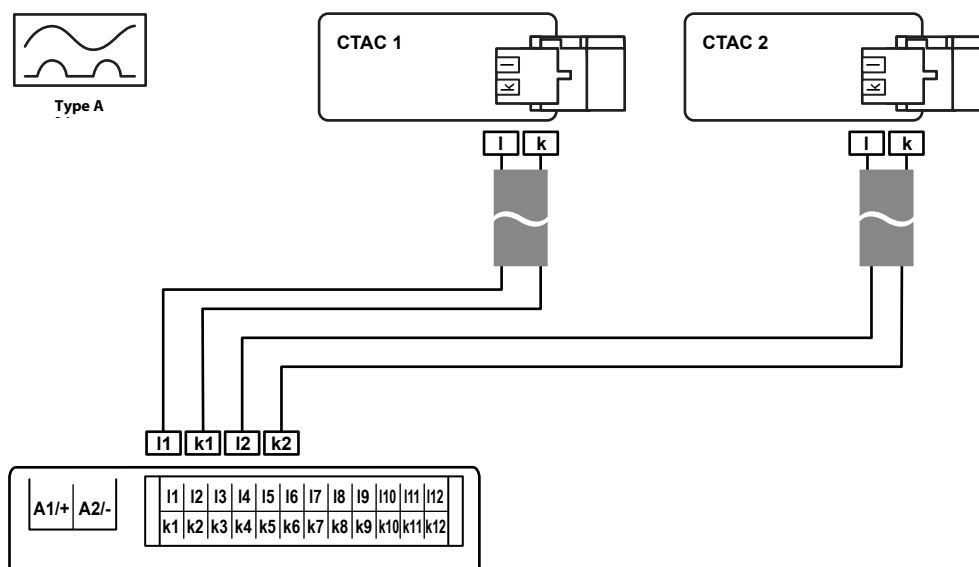 CTAC 1
CTAC 2
l
k
l
k
Type A
l k
l k
l1 k1 l2 k2
A1/+ A2/-
l1 l2 l3 l4 l5 l6 l7 l8 l9 l10 l11 l12
k1 k2 k3 k4 k5 k6 k7 k8 k9 k10 k11 k12